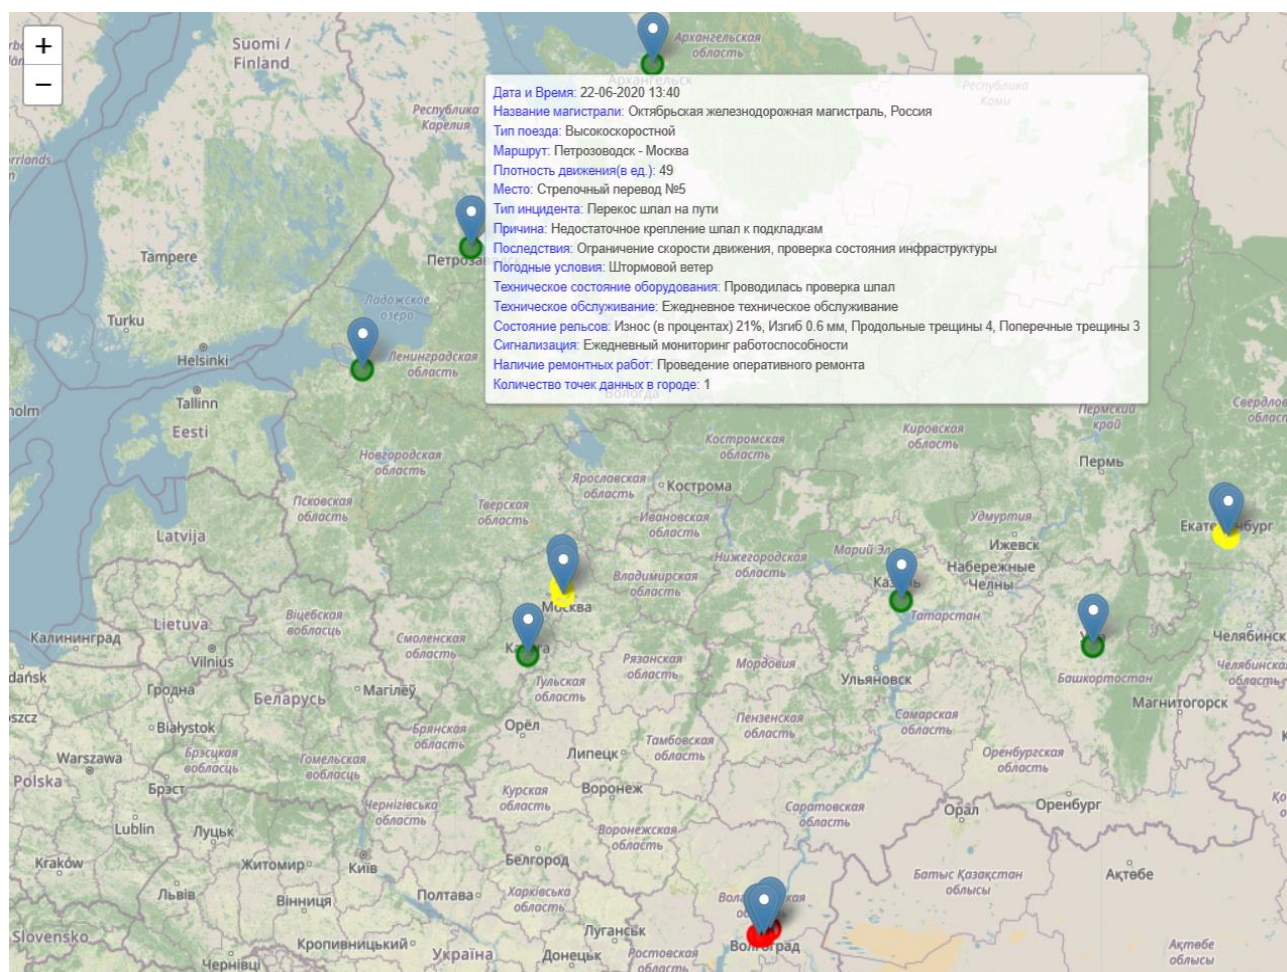 +
−
Suomi /
Finland
Архангельская
область
Архангельск
Республика
Карелия
Республика
Коми
Дата и Время: 22-06-2020 13:40
Название магистрали: Октябрьская железнодорожная магистраль, Россия
Тип поезда: Высокоскоростной
Маршрут: Петрозоводск - Москва
Плотность движения(в ед.): 49
Место: Стрелочный перевод №5
Тип инцидента: Перекос шпал на пути
Причина: Недостаточное крепление шпал к подкладкам
Последствия: Ограничение скорости движения, проверка состояния инфраструктуры
Погодные условия: Штормовой ветер
Техническое состояние оборудования: Проводилась проверка шпал
Техническое обслуживание: Ежедневное техническое обслуживание
Состояние рельсов: Износ (в процентах) 21%, Изгиб 0.6 мм, Продольные трещины 4, Поперечные трещины 3
Сигнализация: Ежедневный мониторинг работоспособности
Наличие ремонтных работ: Проведение оперативного ремонта
Количество точек данных в городе: 1
Tampere
Turku
Ладожское
озеро
Helsinki
Ленинградская
область
Вологда
Tallinn
Eesti
Пермский
край
Новгородская
область
Костромская
область
Кировская
область
Пермь
Ярославская
область
Кострома
Псковская
область
Тверская
область
Ивановская
область
Удмуртия
Latvija
Ижевск
Нижегородская
область
Марий Эл
Набережные
Челны
Владимирская
область
Москва
Татарстан
Lietuva
Віцебская
вобласць
Калининград
Смоленская
область
Челябинск
Vilnius
Рязанская
область
Мордовия
Ульяновск
Башкортостан
Челябинская
область
Гродна
Беларусь
Магілёў
Тульская
область
Магнитогорск
Białystok
Брянская
область
Орёл
Пензенская
область
Самарская
область
Warszawa
Брэсцкая
вобласць
Гомельская
вобласць
Липецк
Тамбовская
область
Оренбургская
область
Polska
Брэст
Курская
область
Воронеж
Чернігівська
область
Саратовская
область
Орал
Оренбург
Lublin
Луцьк
Воронежская
область
Kraków
Житомир
Київ
Белгород
Батыс Қазақстан
облысы
Ақтөбе
Львів
Вінниця
Полтава
Харківська
область
Slovensko
Кропивницький
Україна
Луганськ
Донецьк
Ростовская
область
Волгоград
Ақтөбе
облысы
Чернівці